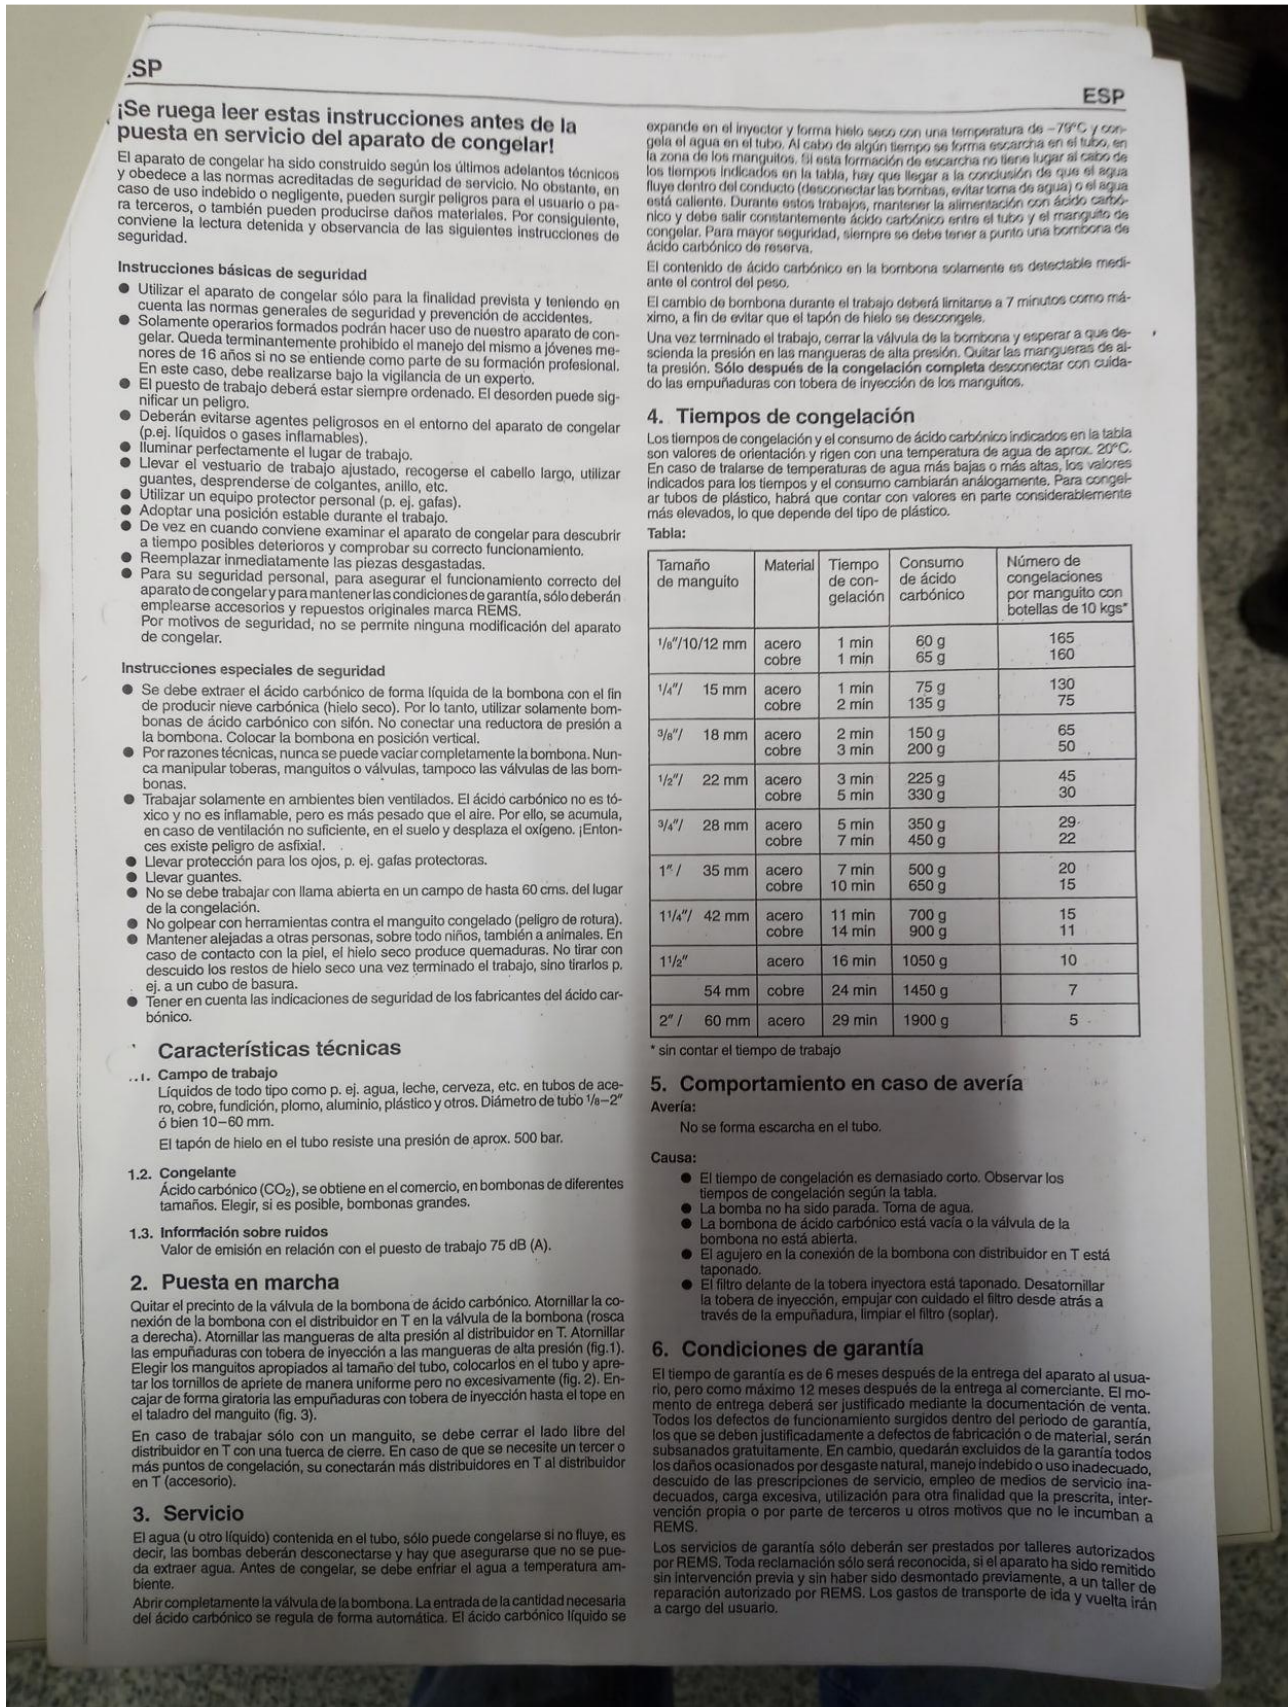 .SP
ESP
¡Se ruega leer estas instrucciones antes de la
puesta en servicio del aparato de congelar!
El aparato de congelar ha sido construido según los últimos adelantos técnicos
y obedece a las normas acreditadas de seguridad de servicio. No obstante, en
caso de uso indebido o negligente, pueden surgir peligros para el usuario o pa-
ra terceros, o también pueden producirse daños materiales. Por consiguiente,
conviene la lectura detenida y observancia de las siguientes instrucciones de
seguridad.
Instrucciones básicas de seguridad
● Utilizar el aparato de congelar sólo para la finalidad prevista y teniendo en
cuenta las normas generales de seguridad y prevención de accidentes.
● Solamente operarios formados podrán hacer uso de nuestro aparato de con-
gelar. Queda terminantemente prohibido el manejo del mismo a jóvenes me-
nores de 16 años si no se entiende como parte de su formación profesional.
En este caso, debe realizarse bajo la vigilancia de un experto.
● El puesto de trabajo deberá estar siempre ordenado. El desorden puede sig-
nificar un peligro.
● Deberán evitarse agentes peligrosos en el entorno del aparato de congelar
(p.ej. líquidos o gases inflamables).
● Iluminar perfectamente el lugar de trabajo.
● Llevar el vestuario de trabajo ajustado, recogerse el cabello largo, utilizar
guantes, desprenderse de colgantes, anillo, etc.
● Utilizar un equipo protector personal (p. ej. gafas).
● Adoptar una posición estable durante el trabajo.
● De vez en cuando conviene examinar el aparato de congelar para descubrir
a tiempo posibles deterioros y comprobar su correcto funcionamiento.
● Reemplazar inmediatamente las piezas desgastadas.
● Para su seguridad personal, para asegurar el funcionamiento correcto del
aparato de congelar y para mantener las condiciones de garantía, sólo deberán
emplearse accesorios y repuestos originales marca REMS.
Por motivos de seguridad, no se permite ninguna modificación del aparato
de congelar.
Instrucciones especiales de seguridad
● Se debe extraer el ácido carbónico de forma líquida de la bombona con el fin
de producir nieve carbónica (hielo seco). Por lo tanto, utilizar solamente bom-
bonas de ácido carbónico con sifón. No conectar una reductora de presión a
la bombona. Colocar la bombona en posición vertical.
● Por razones técnicas, nunca se puede vaciar completamente la bombona. Nun-
ca manipular toberas, manguitos o válvulas, tampoco las válvulas de las bom-
bonas.
● Trabajar solamente en ambientes bien ventilados. El ácido carbónico no es tó-
xico y no es inflamable, pero es más pesado que el aire. Por ello, se acumula,
en caso de ventilación no suficiente, en el suelo y desplaza el oxígeno. ¡Enton-
ces existe peligro de asfixia!.
● Llevar protección para los ojos, p. ej. gafas protectoras.
● Llevar guantes.
● No se debe trabajar con llama abierta en un campo de hasta 60 cms. del lugar
de la congelación.
● No golpear con herramientas contra el manguito congelado (peligro de rotura).
● Mantener alejadas a otras personas, sobre todo niños, también a animales. En
caso de contacto con la piel, el hielo seco produce quemaduras. No tirar con
descuido los restos de hielo seco una vez terminado el trabajo, sino tirarlos p.
ej. a un cubo de basura.
● Tener en cuenta las indicaciones de seguridad de los fabricantes del ácido car-
bónico.
Características técnicas
1. Campo de trabajo
Líquidos de todo tipo como p. ej. agua, leche, cerveza, etc. en tubos de ace-
ro, cobre, fundición, plomo, aluminio, plástico y otros. Diámetro de tubo 1/8–2"
ó bien 10–60 mm.
El tapón de hielo en el tubo resiste una presión de aprox. 500 bar.
1.2. Congelante
Ácido carbónico (CO₂), se obtiene en el comercio, en bombonas de diferentes
tamaños. Elegir, si es posible, bombonas grandes.
1.3. Información sobre ruidos
Valor de emisión en relación con el puesto de trabajo 75 dB (A).
2. Puesta en marcha
Quitar el precinto de la válvula de la bombona de ácido carbónico. Atornillar la co-
nexión de la bombona con el distribuidor en T en la válvula de la bombona (rosca
a derecha). Atornillar las mangueras de alta presión al distribuidor en T. Atornillar
las empuñaduras con tobera de inyección a las mangueras de alta presión (fig.1).
Elegir los manguitos apropiados al tamaño del tubo, colocarlos en el tubo y apre-
tar los tornillos de apriete de manera uniforme pero no excesivamente (fig. 2). En-
cajar de forma giratoria las empuñaduras con tobera de inyección hasta el tope en
el taladro del manguito (fig. 3).
En caso de trabajar sólo con un manguito, se debe cerrar el lado libre del
distribuidor en T con una tuerca de cierre. En caso de que se necesite un tercer o
más puntos de congelación, su conectarán más distribuidores en T al distribuidor
en T (accesorio).
3. Servicio
El agua (u otro líquido) contenida en el tubo, sólo puede congelarse si no fluye, es
decir, las bombas deberán desconectarse y hay que asegurarse que no se pue-
da extraer agua. Antes de congelar, se debe enfriar el agua a temperatura am-
biente.
Abrir completamente la válvula de la bombona. La entrada de la cantidad necesaria
del ácido carbónico se regula de forma automática. El ácido carbónico líquido se
expande en el inyector y forma hielo seco con una temperatura de –79°C y con-
gela el agua en el tubo. Al cabo de algún tiempo se forma escarcha en el tubo, en
la zona de los manguitos. Si esta formación de escarcha no tiene lugar al cabo de
los tiempos indicados en la tabla, hay que llegar a la conclusión de que el agua
fluye dentro del conducto (desconectar las bombas, evitar toma de agua) o el agua
está caliente. Durante estos trabajos, mantener la alimentación con ácido carbó-
nico y debe salir constantemente ácido carbónico entre el tubo y el manguito de
congelar. Para mayor seguridad, siempre se debe tener a punto una bombona de
ácido carbónico de reserva.
El contenido de ácido carbónico en la bombona solamente es detectable medi-
ante el control del peso.
El cambio de bombona durante el trabajo deberá limitarse a 7 minutos como má-
ximo, a fin de evitar que el tapón de hielo se descongele.
Una vez terminado el trabajo, cerrar la válvula de la bombona y esperar a que de-
scienda la presión en las mangueras de alta presión. Quitar las mangueras de al-
ta presión. Sólo después de la congelación completa desconectar con cuida-
do las empuñaduras con tobera de inyección de los manguitos.
4. Tiempos de congelación
Los tiempos de congelación y el consumo de ácido carbónico indicados en la tabla
son valores de orientación y rigen con una temperatura de agua de aprox. 20°C.
En caso de tralarse de temperaturas de agua más bajas o más altas, los valores
indicados para los tiempos y el consumo cambiarán análogamente. Para congel-
ar tubos de plástico, habrá que contar con valores en parte considerablemente
más elevados, lo que depende del tipo de plástico.
Tabla:
Tamaño de manguito Material Tiempo de con-gelación Consumo de ácido carbónico Número de congelaciones por manguito con botellas de 10 kgs*
1/8"/10/12 mm acero 1 min 60 g 165
cobre 1 min 65 g 160
1/4"/ 15 mm acero 1 min 75 g 130
cobre 2 min 135 g 75
3/8"/ 18 mm acero 2 min 150 g 65
cobre 3 min 200 g 50
1/2"/ 22 mm acero 3 min 225 g 45
cobre 5 min 330 g 30
3/4"/ 28 mm acero 5 min 350 g 29
cobre 7 min 450 g 22
1"/ 35 mm acero 7 min 500 g 20
cobre 10 min 650 g 15
1 1/4"/ 42 mm acero 11 min 700 g 15
cobre 14 min 900 g 11
1 1/2" acero 16 min 1050 g 10
54 mm cobre 24 min 1450 g 7
2" / 60 mm acero 29 min 1900 g 5
* sin contar el tiempo de trabajo
5. Comportamiento en caso de avería
Avería:
No se forma escarcha en el tubo.
Causa:
● El tiempo de congelación es demasiado corto. Observar los
tiempos de congelación según la tabla.
● La bomba no ha sido parada. Toma de agua.
● La bombona de ácido carbónico está vacía o la válvula de la
bombona no está abierta.
● El agujero en la conexión de la bombona con distribuidor en T está
taponado.
● El filtro delante de la tobera inyectora está taponado. Desatornillar
la tobera de inyección, empujar con cuidado el filtro desde atrás a
través de la empuñadura, limpiar el filtro (soplar).
6. Condiciones de garantía
El tiempo de garantía es de 6 meses después de la entrega del aparato al usua-
rio, pero como máximo 12 meses después de la entrega al comerciante. El mo-
mento de entrega deberá ser justificado mediante la documentación de venta.
Todos los defectos de funcionamiento surgidos dentro del periodo de garantía,
los que se deben justificadamente a defectos de fabricación o de material, serán
subsanados gratuitamente. En cambio, quedarán excluidos de la garantía todos
los daños ocasionados por desgaste natural, manejo indebido o uso inadecuado,
descuido de las prescripciones de servicio, empleo de medios de servicio ina-
decuados, carga excesiva, utilización para otra finalidad que la prescrita, inter-
vención propia o por parte de terceros u otros motivos que no le incumban a
REMS.
Los servicios de garantía sólo deberán ser prestados por talleres autorizados
por REMS. Toda reclamación sólo será reconocida, si el aparato ha sido remitido
sin intervención previa y sin haber sido desmontado previamente, a un taller de
reparación autorizado por REMS. Los gastos de transporte de ida y vuelta irán
a cargo del usuario.